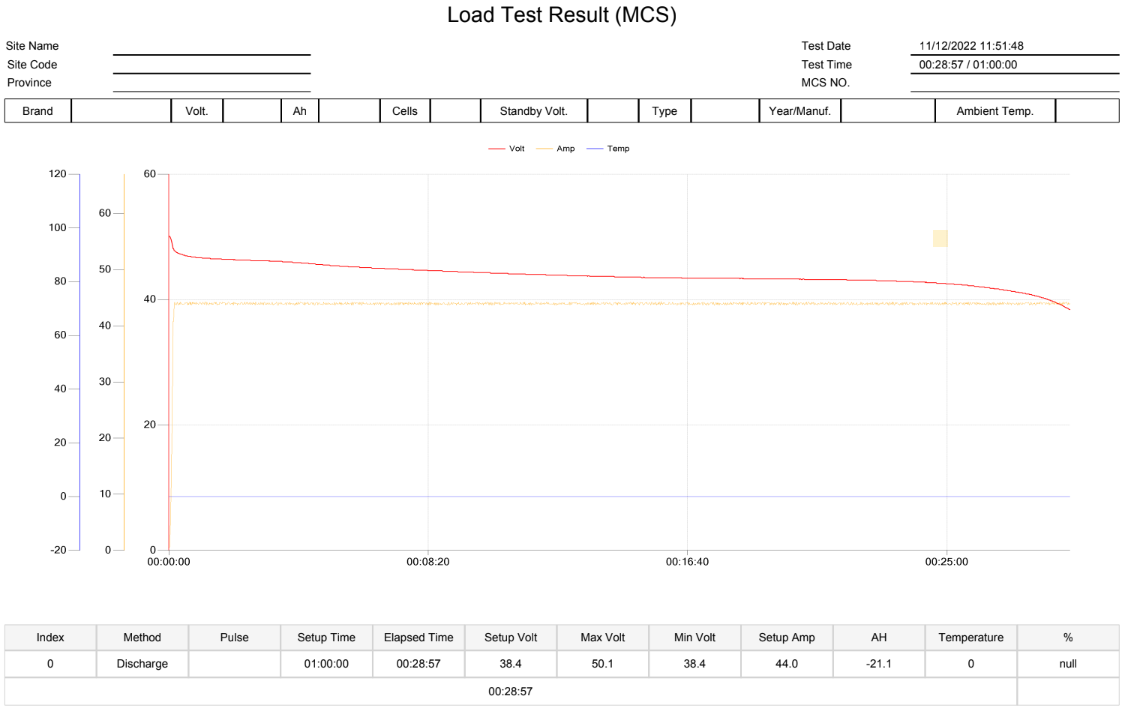 Load Test Result (MCS)
Site Name
Test Date 11/12/2022 11:51:48
Site Code
Test Time 00:28:57 / 01:00:00
Province
MCS NO.
Brand Volt. Ah Cells Standby Volt. Type Year/Manuf. Ambient Temp.
Volt Amp Temp
120
100
80
60
40
20
0
-20
60
50
40
30
20
10
0
60
40
20
0
00:00:00 00:08:20 00:16:40 00:25:00
Index Method Pulse Setup Time Elapsed Time Setup Volt Max Volt Min Volt Setup Amp AH Temperature %
0 Discharge 01:00:00 00:28:57 38.4 50.1 38.4 44.0 -21.1 0 null
00:28:57